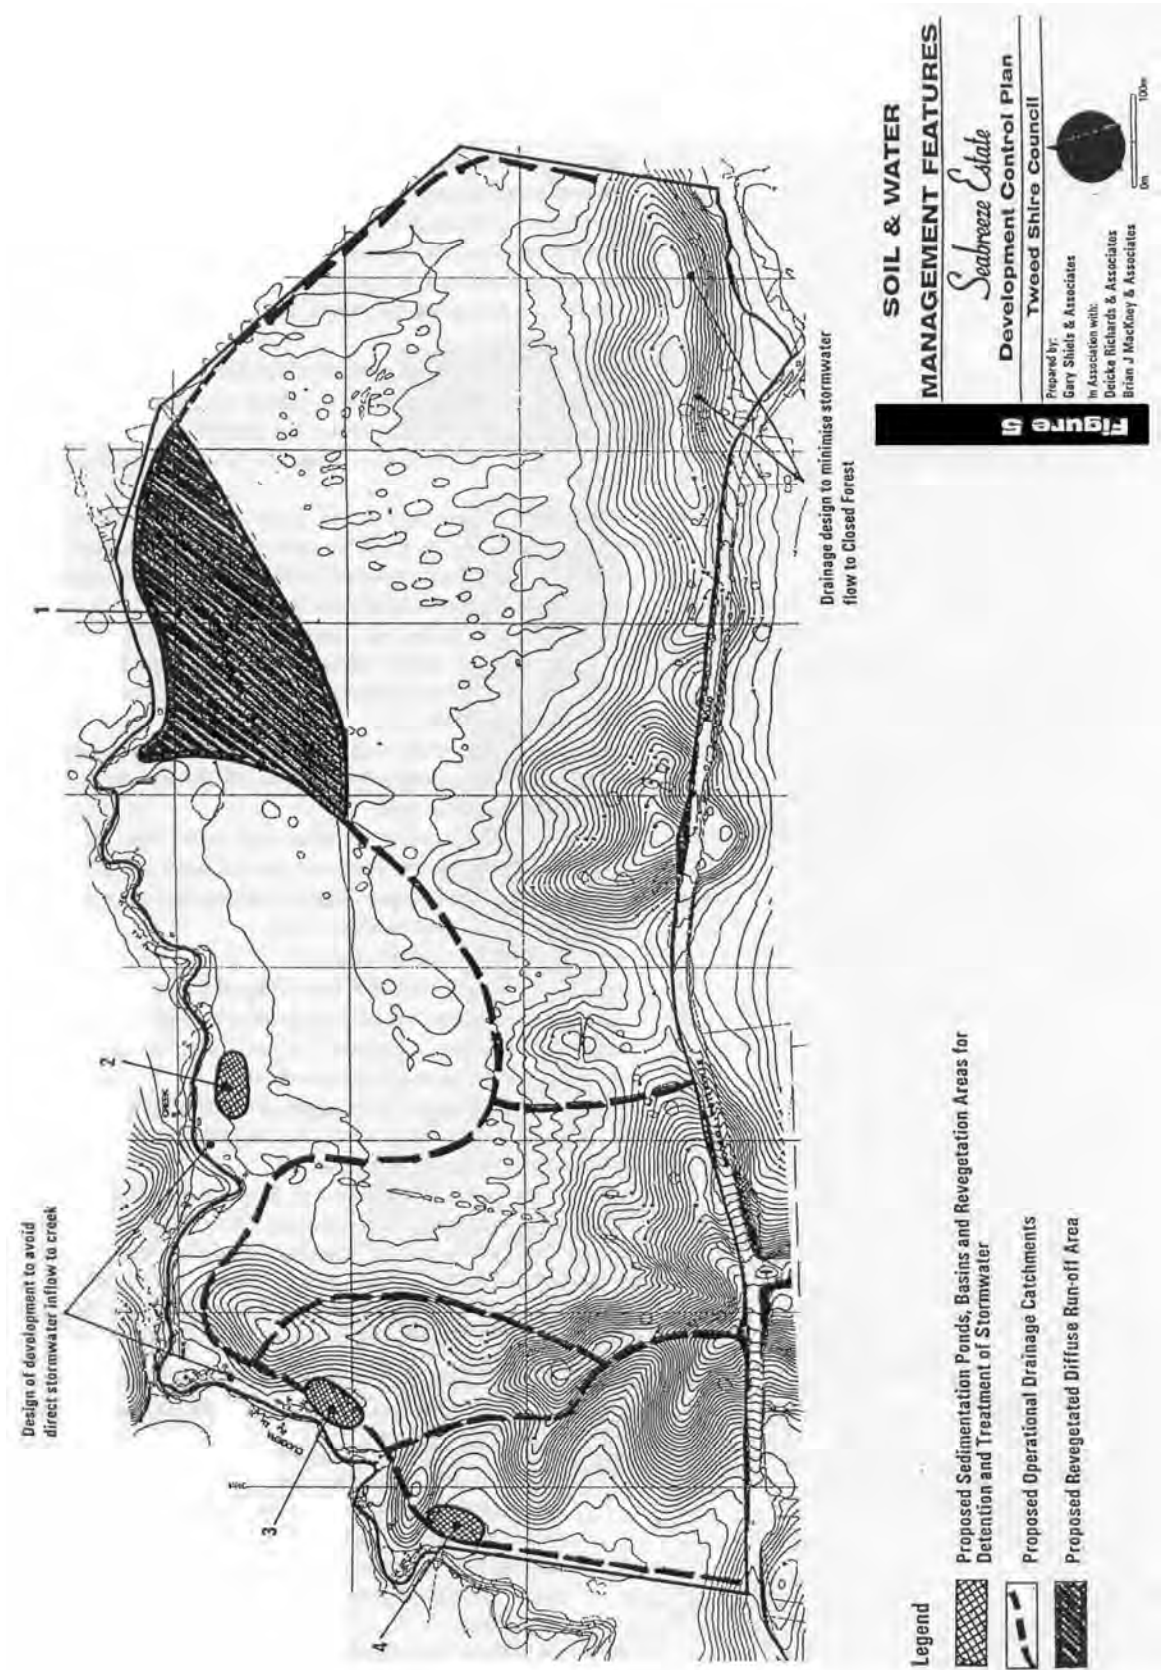 Design of development to avoid
direct stormwater inflow to creek
1
2
3
4
CREEK
Drainage design to minimise stormwater
flow to Closed Forest
Legend
Proposed Sedimentation Ponds, Basins and Revegetation Areas for
Detention and Treatment of Stormwater
Proposed Operational Drainage Catchments
Proposed Revegetated Diffuse Run-off Area
Figure 5
SOIL & WATER
MANAGEMENT FEATURES
Seabreeze Estate
Development Control Plan
Tweed Shire Council
Prepared by:
Gary Shiels & Associates
In Association with:
Deicke Richards & Associates
Brian J MacKney & Associates
0m
100m